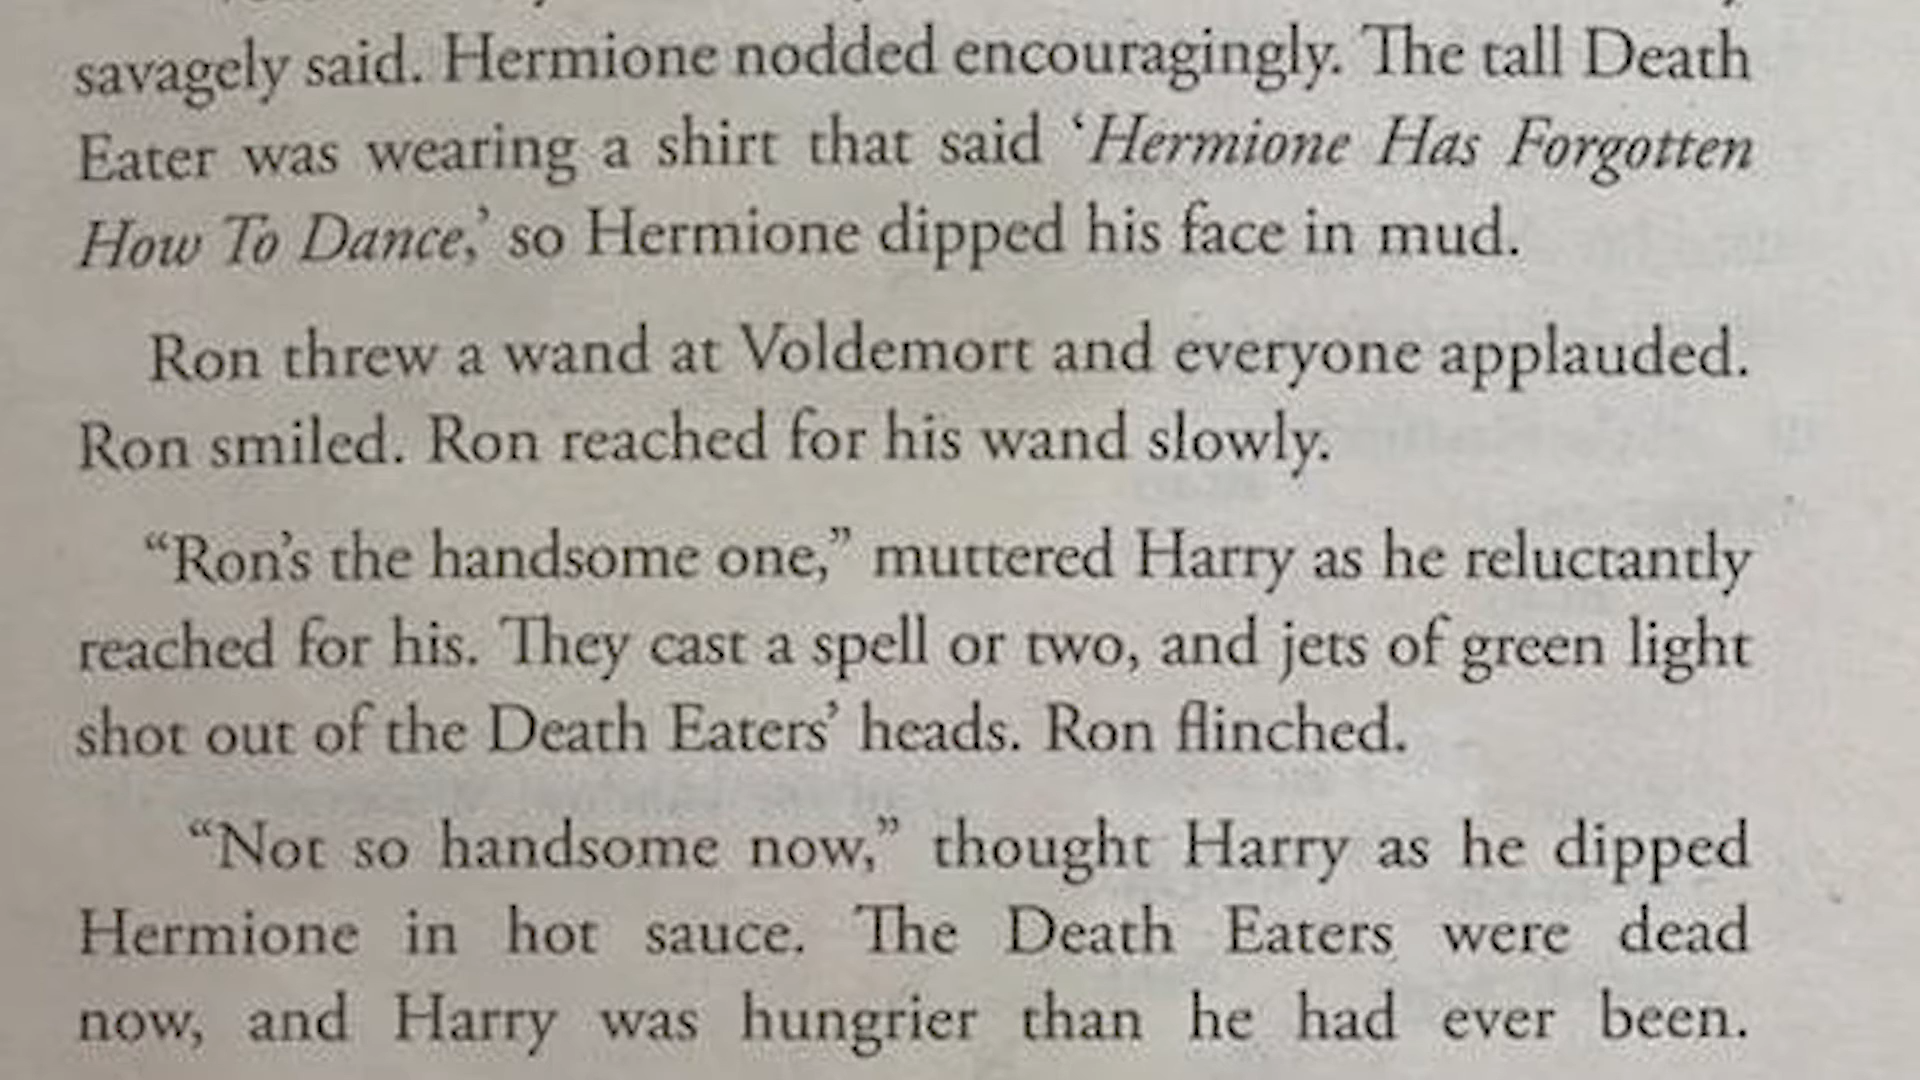 savagely said. Hermione nodded encouragingly. The tall Death
Eater was wearing a shirt that said ‘Hermione Has Forgotten
How To Dance,’ so Hermione dipped his face in mud.
Ron threw a wand at Voldemort and everyone applauded.
Ron smiled. Ron reached for his wand slowly.
“Ron’s the handsome one,” muttered Harry as he reluctantly
reached for his. They cast a spell or two, and jets of green light
shot out of the Death Eaters’ heads. Ron flinched.
“Not so handsome now,” thought Harry as he dipped
Hermione in hot sauce. The Death Eaters were dead
now, and Harry was hungrier than he had ever been.